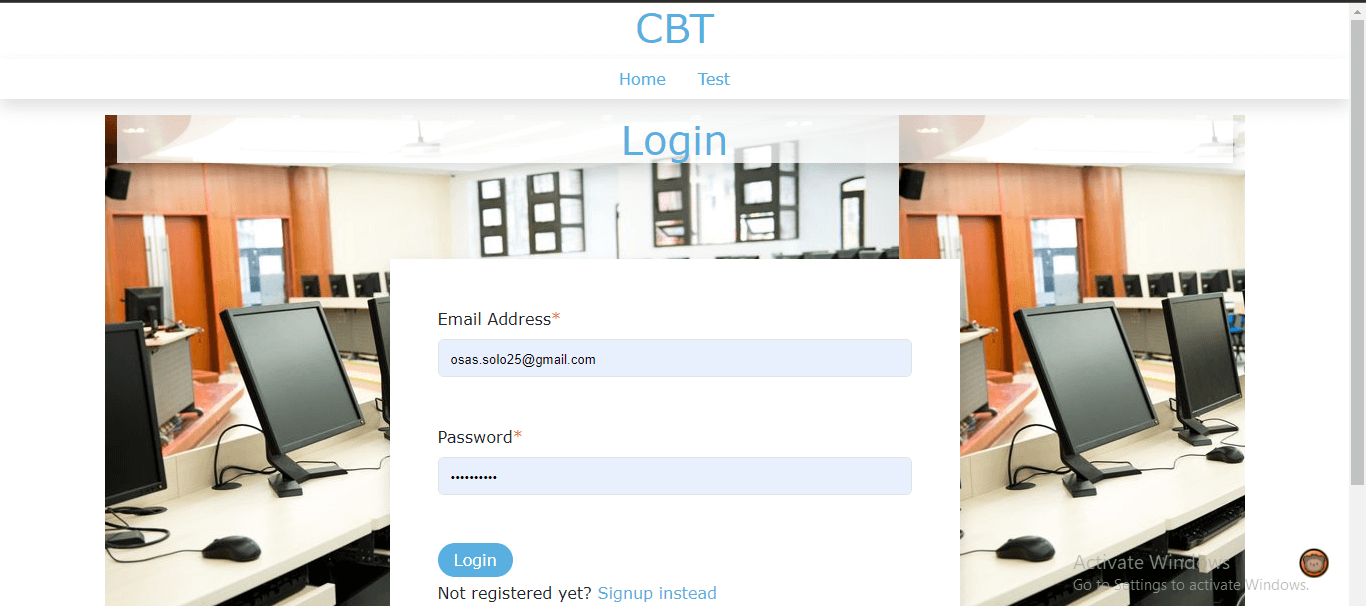 CBT
Home Test
Login
Email Address*
osas.solo25@gmail.com
Password*
••••••••••
Login
Not registered yet? Signup instead
Activate Windows
Go to Settings to activate Windows.